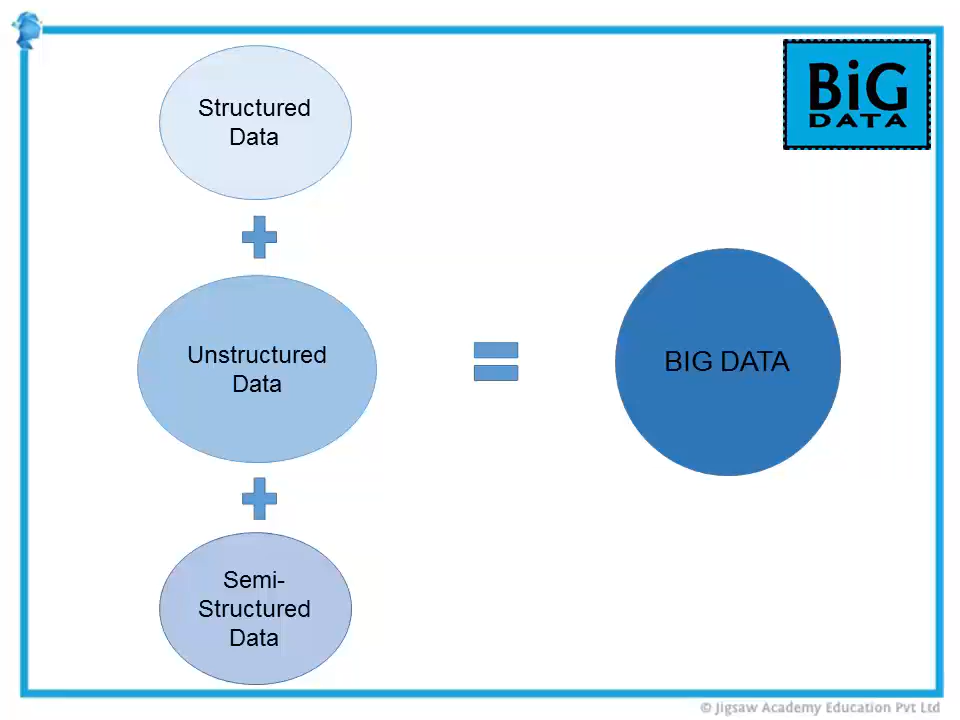 Structured
Data
BiG
DATA
Unstructured
Data
BIG DATA
Semi-
Structured
Data
© Jigsaw Academy Education Pvt Ltd